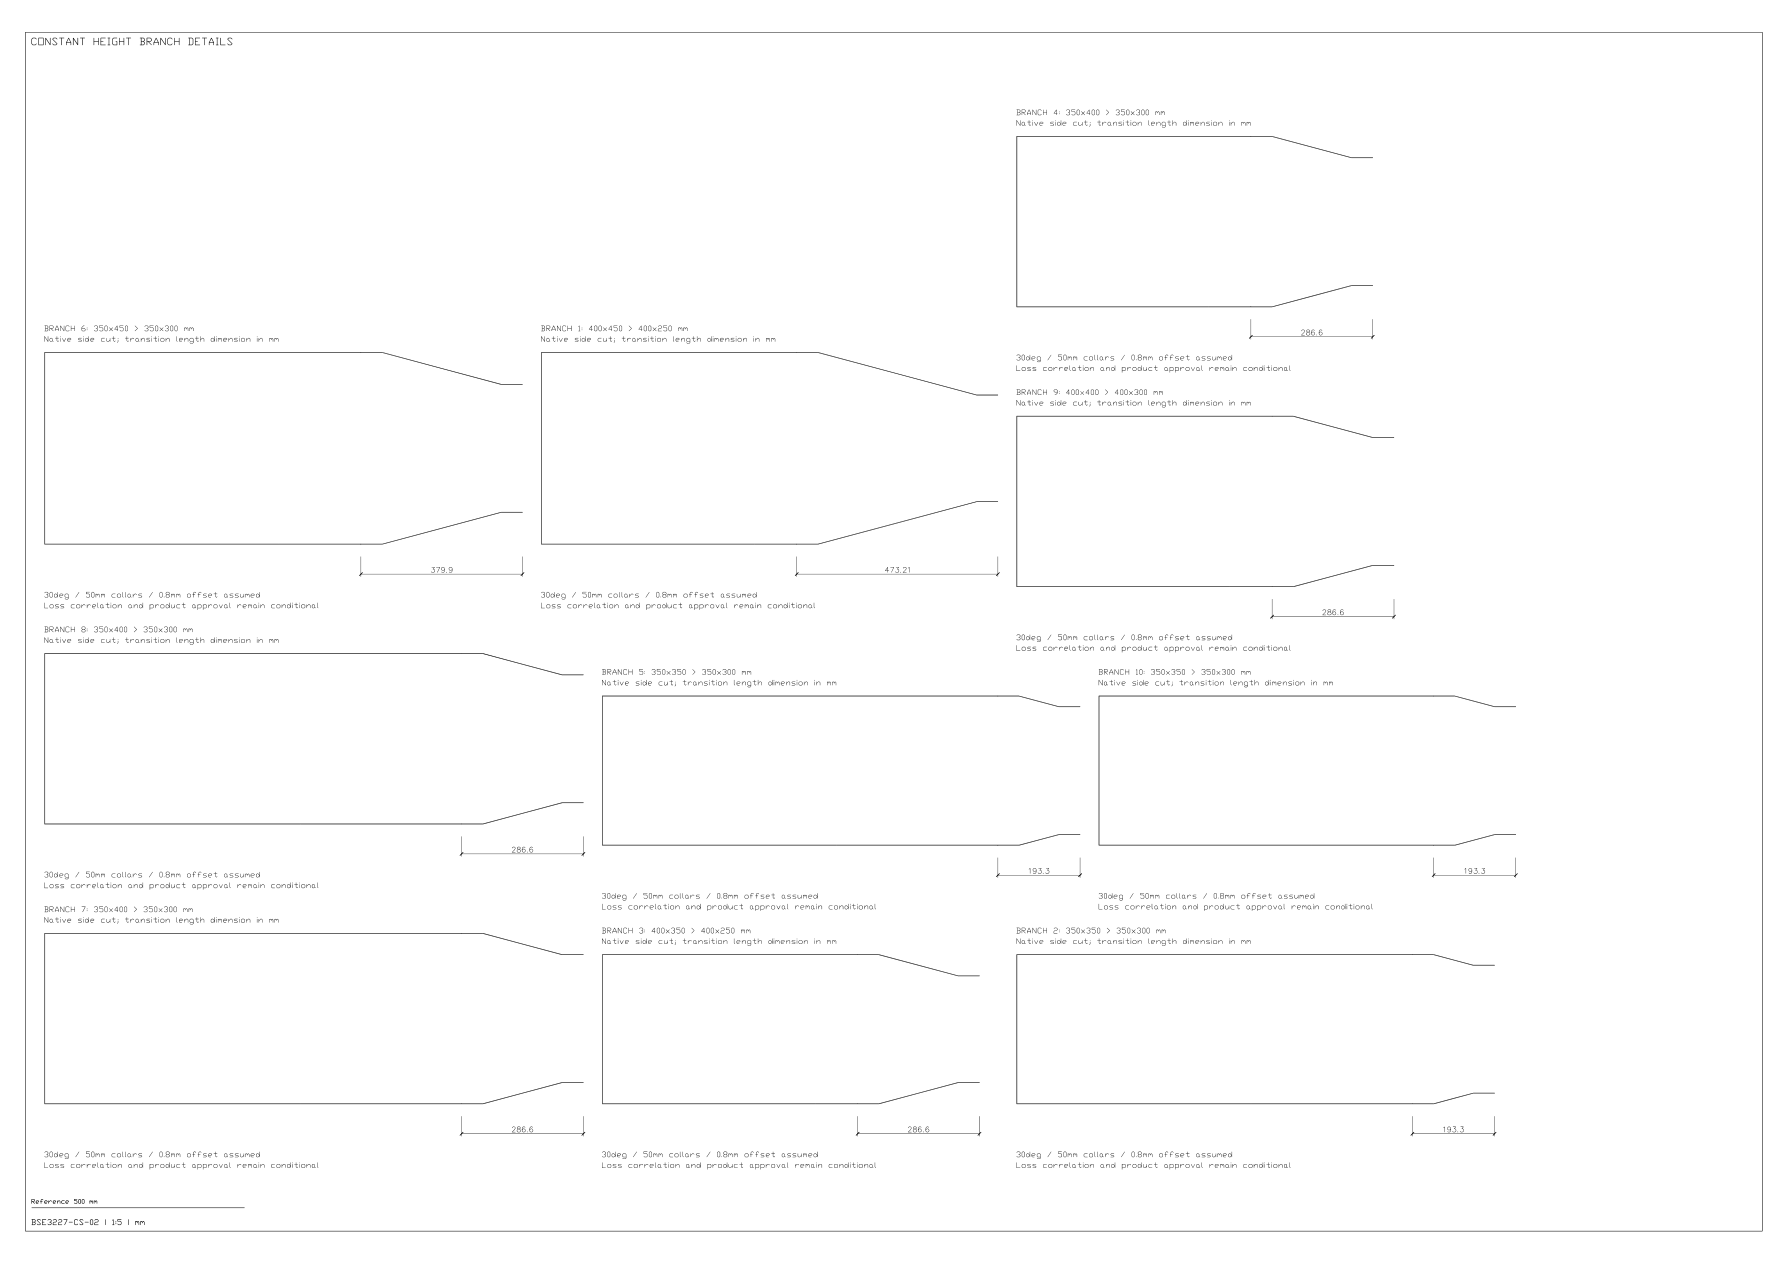 CONSTANT HEIGHT BRANCH DETAILS
BRANCH 4: 350x400 > 350x300 mm
Native side cut; transition length dimension in mm
286.6
30deg / 50mm collars / 0.8mm offset assumed
Loss correlation and product approval remain conditional
BRANCH 6: 350x450 > 350x300 mm
Native side cut; transition length dimension in mm
379.9
30deg / 50mm collars / 0.8mm offset assumed
Loss correlation and product approval remain conditional
BRANCH 1: 400x450 > 400x250 mm
Native side cut; transition length dimension in mm
473.21
30deg / 50mm collars / 0.8mm offset assumed
Loss correlation and product approval remain conditional
BRANCH 9: 400x400 > 400x300 mm
Native side cut; transition length dimension in mm
286.6
30deg / 50mm collars / 0.8mm offset assumed
Loss correlation and product approval remain conditional
BRANCH 8: 350x400 > 350x300 mm
Native side cut; transition length dimension in mm
286.6
30deg / 50mm collars / 0.8mm offset assumed
Loss correlation and product approval remain conditional
BRANCH 5: 350x350 > 350x300 mm
Native side cut; transition length dimension in mm
193.3
30deg / 50mm collars / 0.8mm offset assumed
Loss correlation and product approval remain conditional
BRANCH 10: 350x350 > 350x300 mm
Native side cut; transition length dimension in mm
193.3
30deg / 50mm collars / 0.8mm offset assumed
Loss correlation and product approval remain conditional
BRANCH 7: 350x400 > 350x300 mm
Native side cut; transition length dimension in mm
286.6
30deg / 50mm collars / 0.8mm offset assumed
Loss correlation and product approval remain conditional
BRANCH 3: 400x350 > 400x250 mm
Native side cut; transition length dimension in mm
286.6
30deg / 50mm collars / 0.8mm offset assumed
Loss correlation and product approval remain conditional
BRANCH 2: 350x350 > 350x300 mm
Native side cut; transition length dimension in mm
193.3
30deg / 50mm collars / 0.8mm offset assumed
Loss correlation and product approval remain conditional
Reference 500 mm
BSE3227-CS-02 | 1:5 | mm